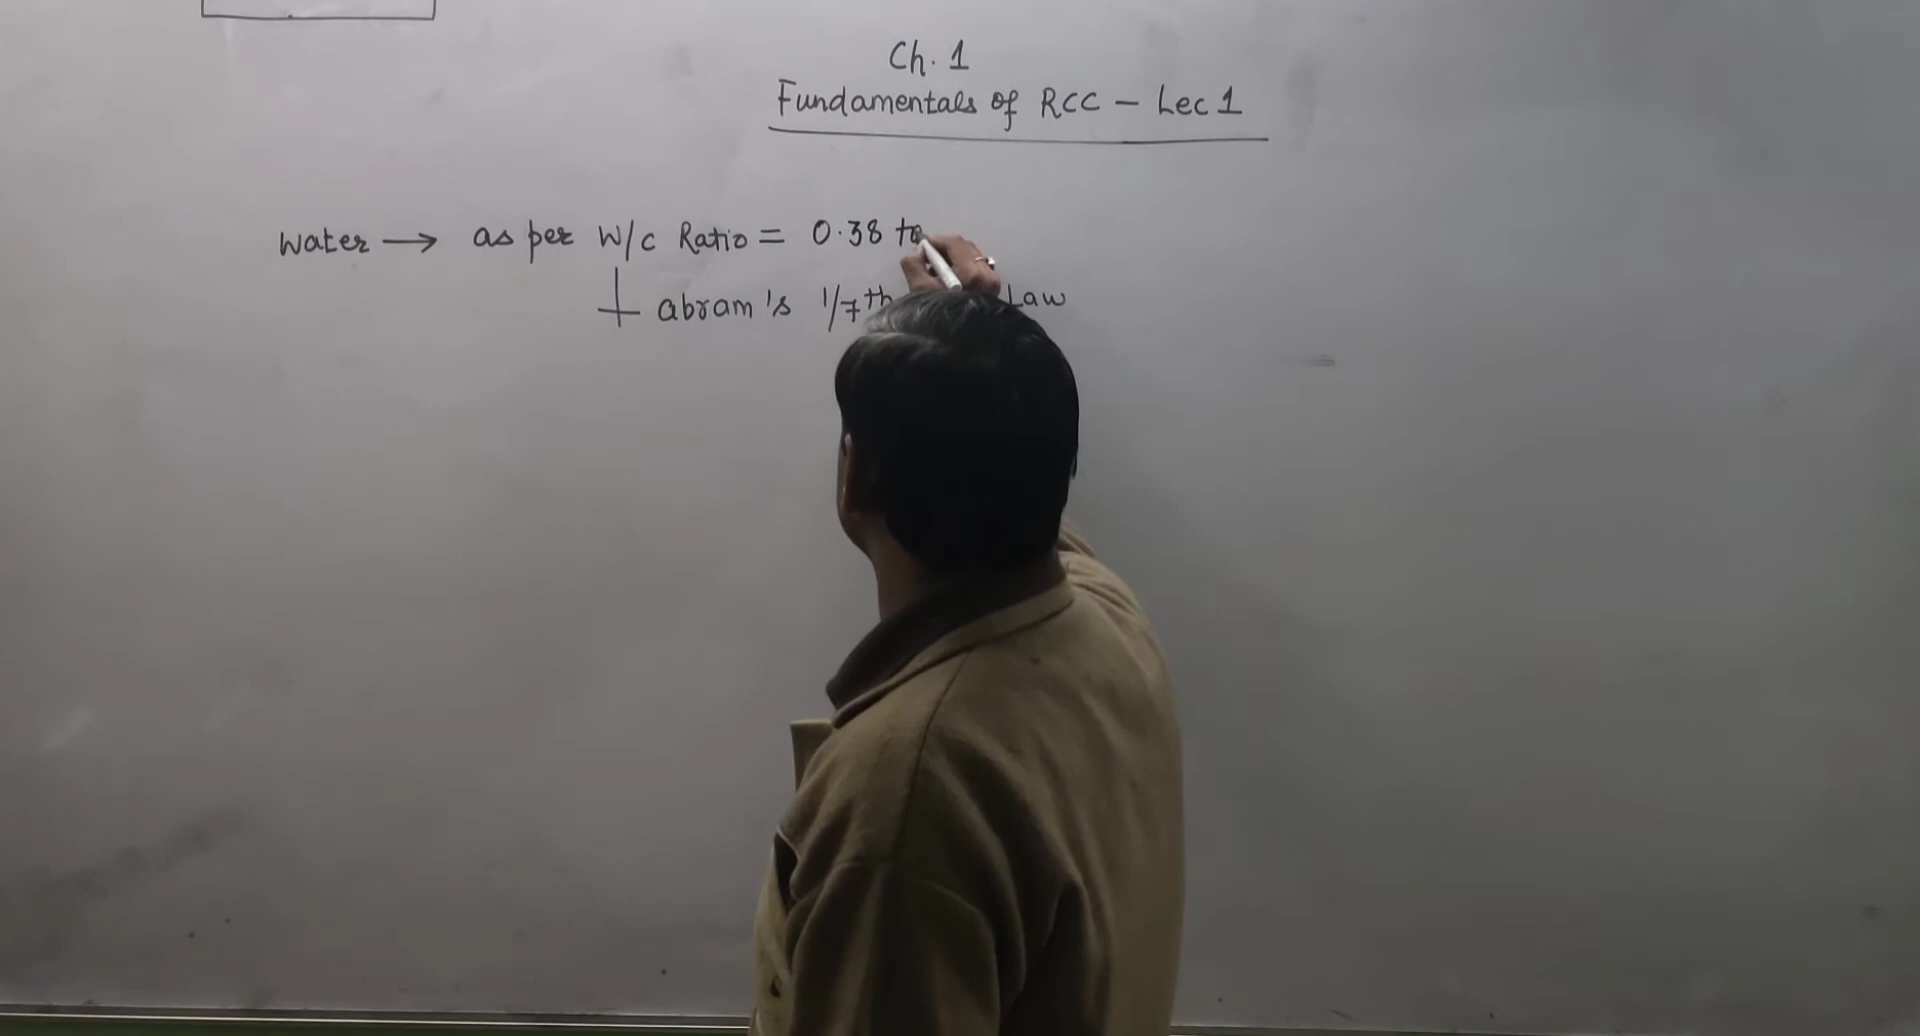 Ch. 1
Fundamentals of RCC - Lec 1
Water → as per W/c Ratio = 0.38 to
abram's 1/7th Law